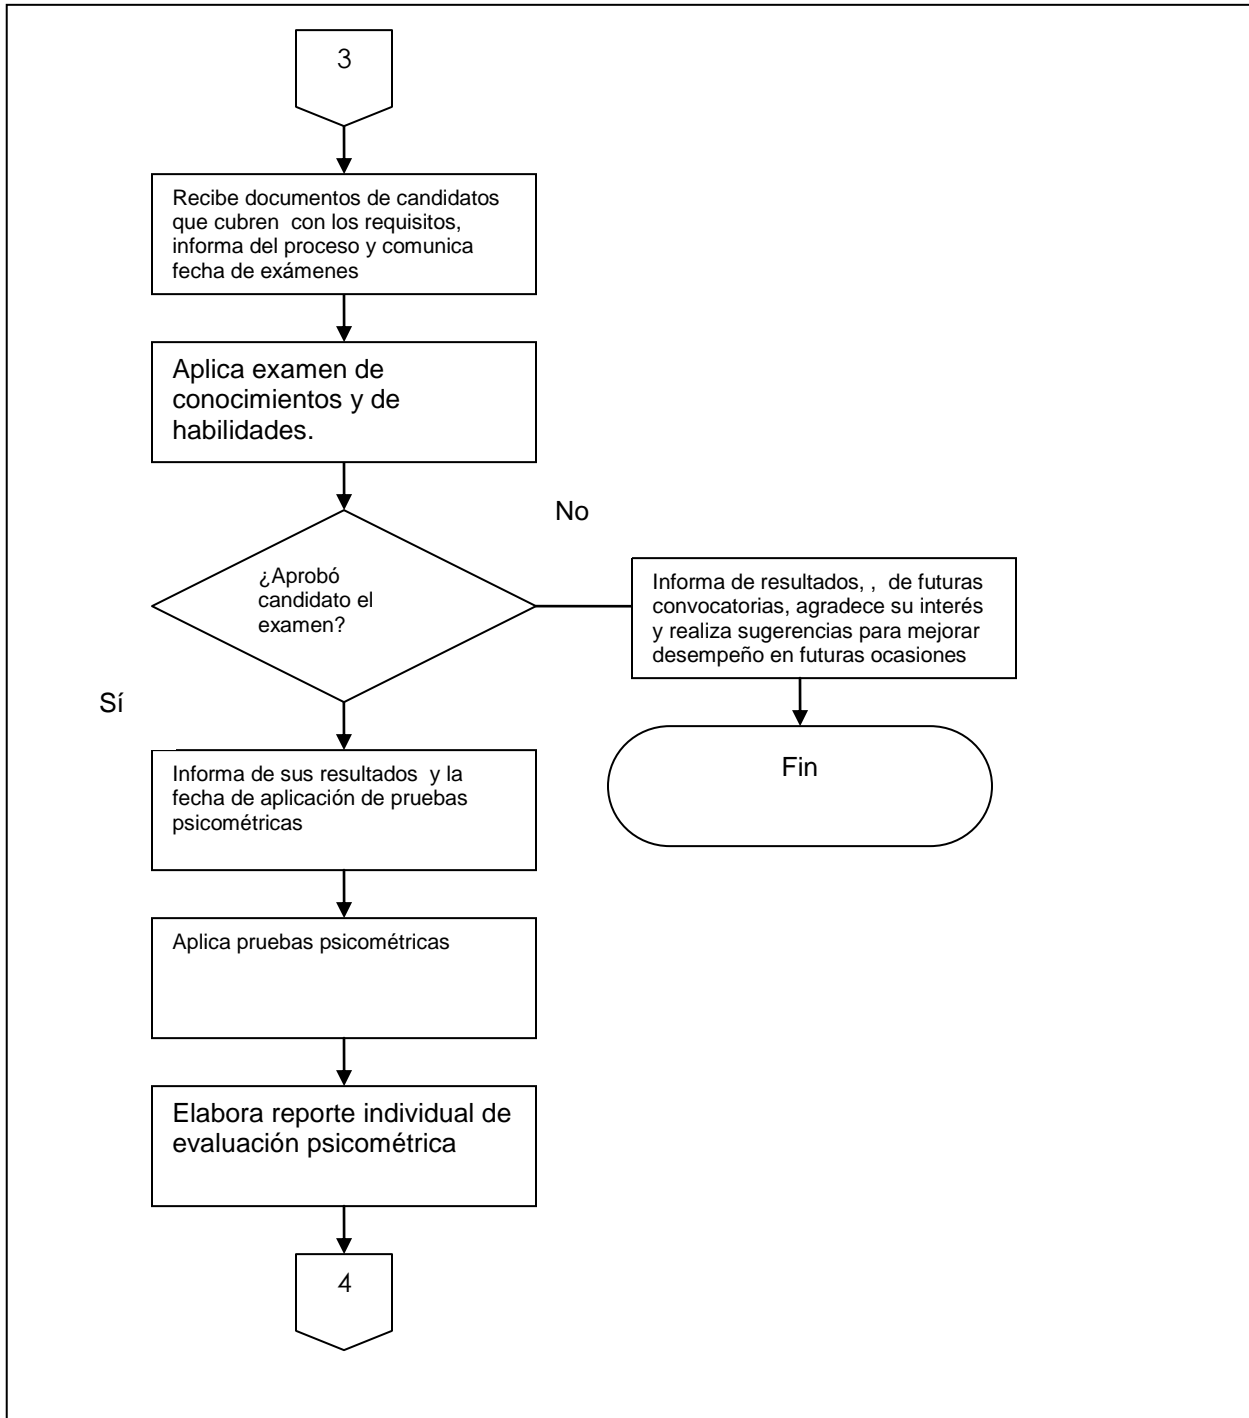 3
Recibe documentos de candidatos
que cubren  con los requisitos,
informa del proceso y comunica
fecha de exámenes
Aplica examen de
conocimientos y de
habilidades.
No
¿Aprobó
candidato el
examen?
Informa de resultados, ,  de futuras
convocatorias, agradece su interés
y realiza sugerencias para mejorar
desempeño en futuras ocasiones
Sí
Fin
Informa de sus resultados  y la
fecha de aplicación de pruebas
psicométricas
Aplica pruebas psicométricas
Elabora reporte individual de
evaluación psicométrica
4